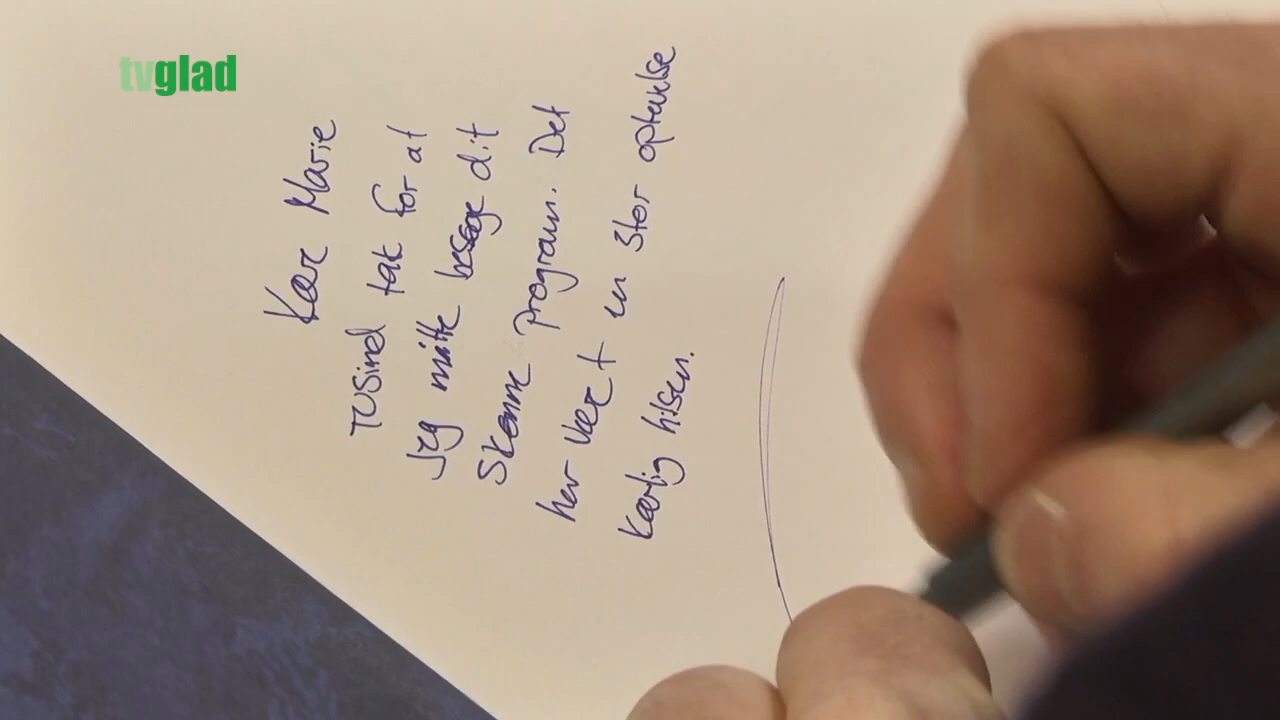 tvglad
Kær Marie
TUSind tak for at
Jeg måtte besøge dit
Skønne program. Det
har vært en stor oplevelse
kærlig hilsen.